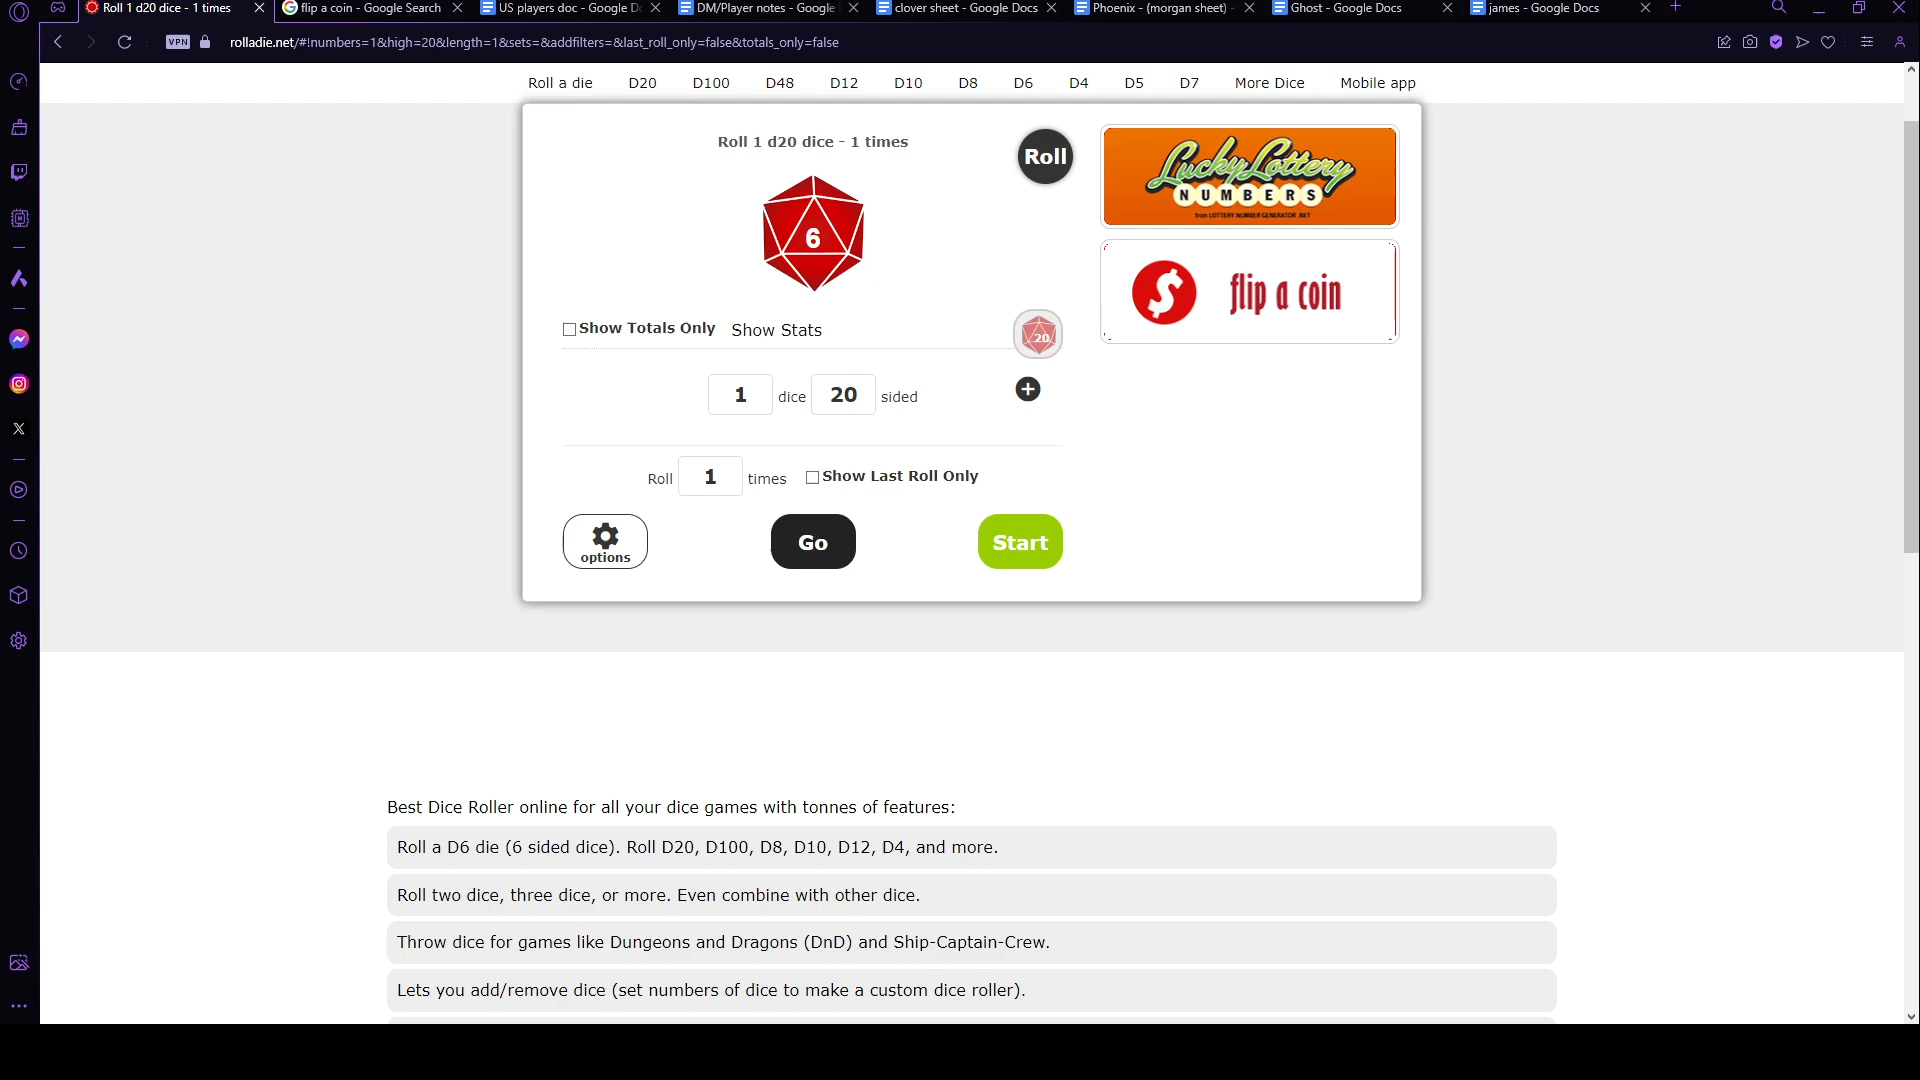 Roll 1 d20 dice - 1 times
flip a coin - Google Search
US players doc - Google D
DM/Player notes - Google
clover sheet - Google Docs
Phoenix - (morgan sheet) -
Ghost - Google Docs
james - Google Docs
VPN
rolladie.net/#!numbers=1&high=20&length=1&sets=&addfilters=&last_roll_only=false&totals_only=false
Roll a die D20 D100 D48 D12 D10 D8 D6 D4 D5 D7 More Dice Mobile app
Roll 1 d20 dice - 1 times
Roll
6
Lucky Lottery
NUMBERS
from LOTTERY NUMBER GENERATOR .NET
$ flip a coin
Show Totals Only Show Stats
20
1 dice 20 sided
Roll 1 times Show Last Roll Only
options
Go
Start
Best Dice Roller online for all your dice games with tonnes of features:
Roll a D6 die (6 sided dice). Roll D20, D100, D8, D10, D12, D4, and more.
Roll two dice, three dice, or more. Even combine with other dice.
Throw dice for games like Dungeons and Dragons (DnD) and Ship-Captain-Crew.
Lets you add/remove dice (set numbers of dice to make a custom dice roller).